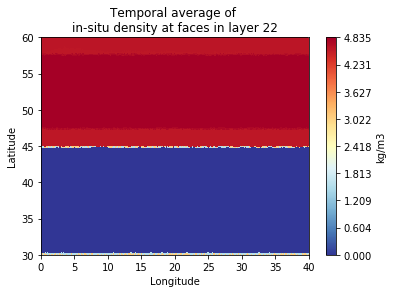 Temporal average of
in-situ density at faces in layer 22
60
55
50
45
40
35
30
Latitude
0 5 10 15 20 25 30 35 40
Longitude
4.835
4.231
3.627
3.022
2.418
1.813
1.209
0.604
0.000
kg/m3